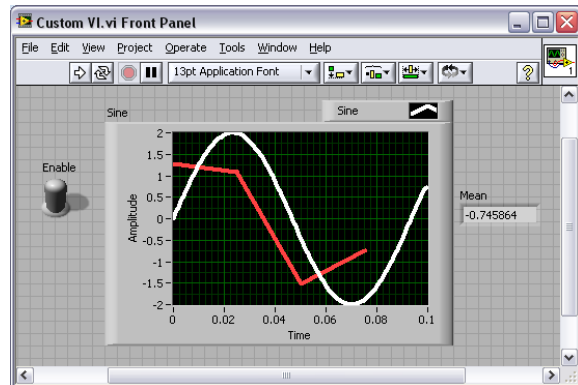 Custom VI.vi Front Panel
File Edit View Project Operate Tools Window Help
13pt Application Font
1
Sine
Sine
Enable
2
1.5
1
0.5
0
-0.5
-1
-1.5
-2
Amplitude
0 0.02 0.04 0.06 0.08 0.1
Time
Mean
-0.745864